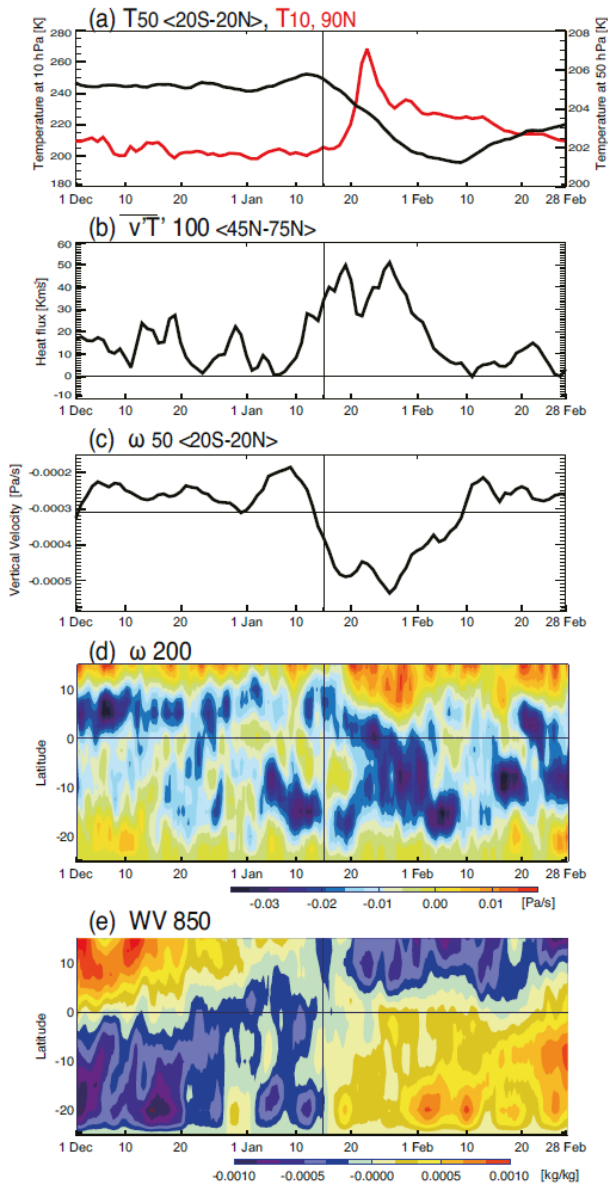 (a) T50 <20S-20N>, T10, 90N
Temperature at 10 hPa [K]
280
260
240
220
200
180
208
206
204
202
200
Temperature at 50 hPa [K]
1 Dec 10 20 1 Jan 10 20 1 Feb 10 20 28 Feb
(b) v'T' 100 <45N-75N>
Heat flux [Kms]
60
50
40
30
20
10
0
-10
1 Dec 10 20 1 Jan 10 20 1 Feb 10 20 28 Feb
(c) ω 50 <20S-20N>
Vertical Velocity [Pa/s]
-0.0002
-0.0003
-0.0004
-0.0005
1 Dec 10 20 1 Jan 10 20 1 Feb 10 20 28 Feb
(d) ω 200
Latitude
10
0
-10
-20
1 Dec 10 20 1 Jan 10 20 1 Feb 10 20 28 Feb
-0.03 -0.02 -0.01 0.00 0.01 [Pa/s]
(e) WV 850
Latitude
10
0
-10
-20
1 Dec 10 20 1 Jan 10 20 1 Feb 10 20 28 Feb
-0.0010 -0.0005 -0.0000 0.0005 0.0010 [kg/kg]